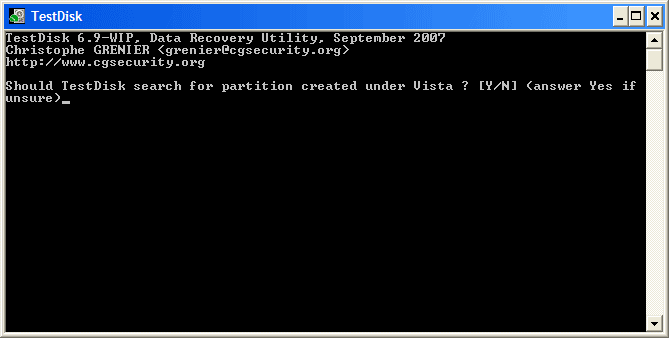 TestDisk
TestDisk 6.9-WIP, Data Recovery Utility, September 2007
Christophe GRENIER <grenier@cgsecurity.org>
http://www.cgsecurity.org
Should TestDisk search for partition created under Vista ? [Y/N] (answer Yes if
unsure)_